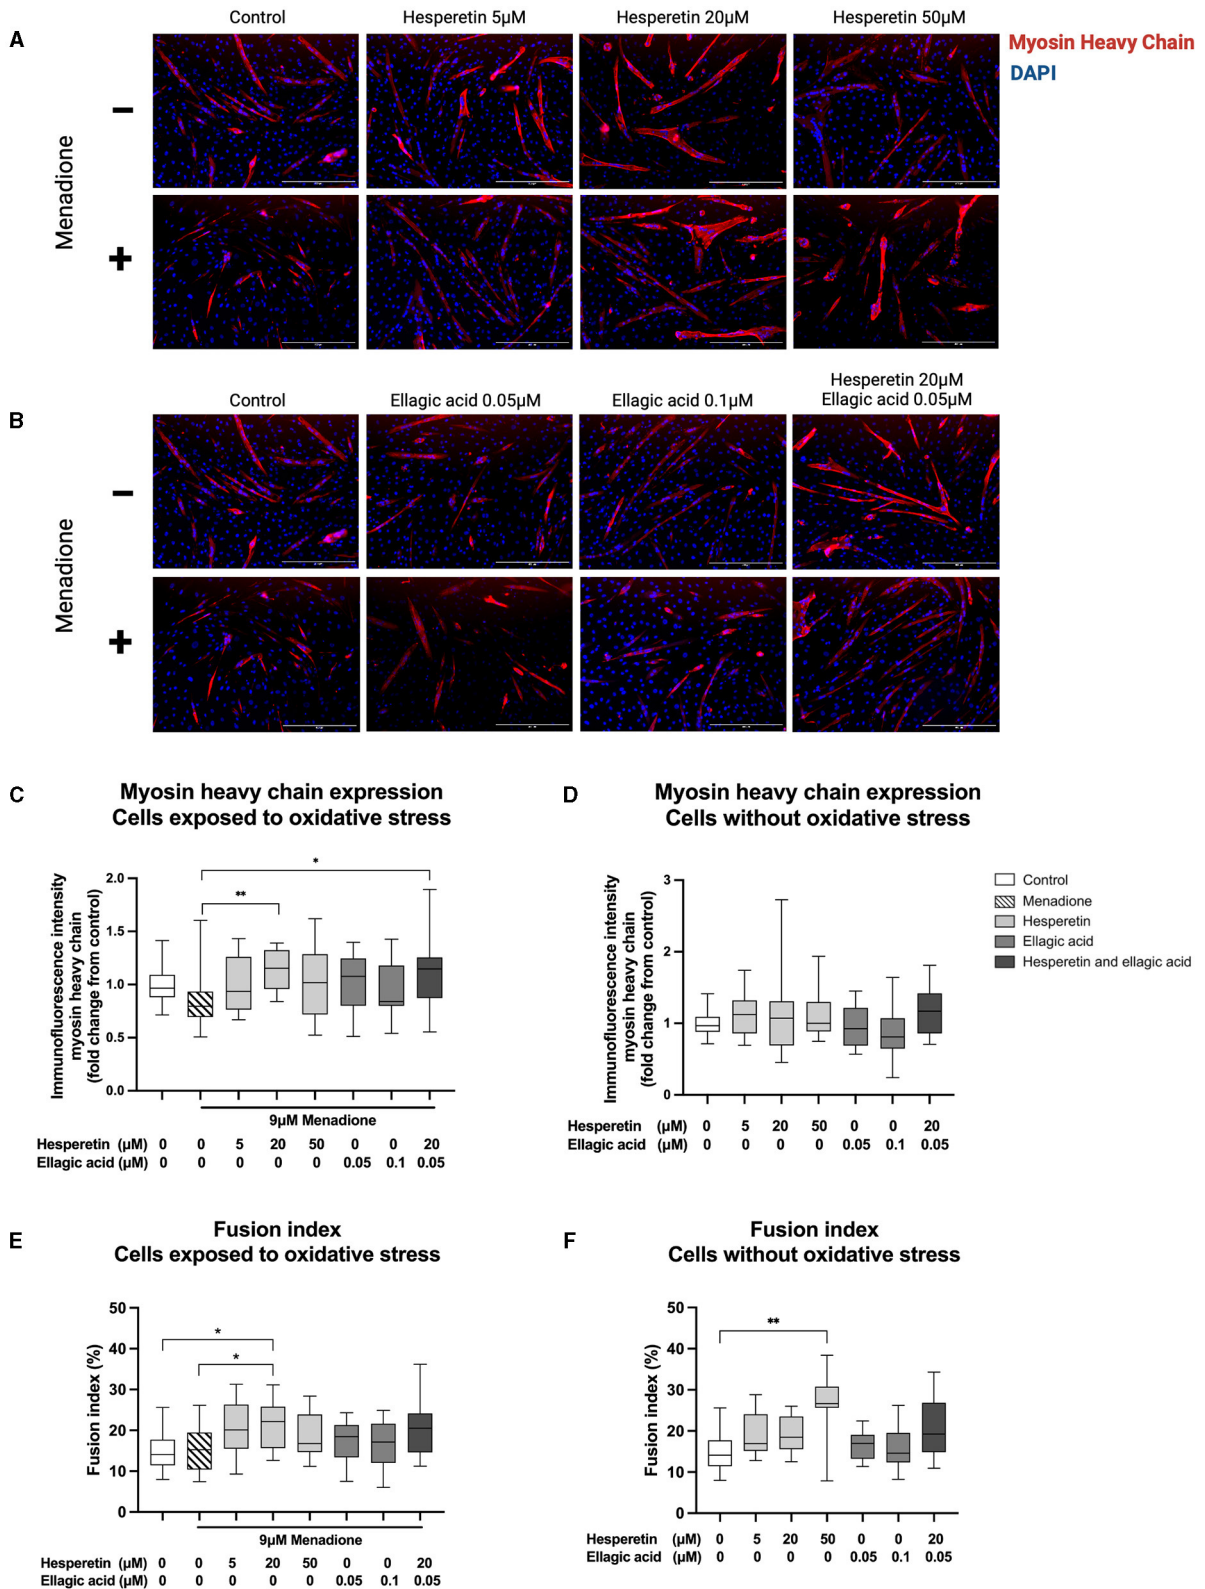 A
Control
Hesperetin 5µM
Hesperetin 20µM
Hesperetin 50µM
Myosin Heavy Chain
DAPI
Menadione
−
+
B
Control
Ellagic acid 0.05µM
Ellagic acid 0.1µM
Hesperetin 20µM
Ellagic acid 0.05µM
Menadione
−
+
C
Myosin heavy chain expression
Cells exposed to oxidative stress
Immunofluorescence intensity
myosin heavy chain
(fold change from control)
2.0
1.5
1.0
0.5
0.0
*
**
9µM Menadione
Hesperetin (µM) 0 0 5 20 50 0 0 20
Ellagic acid (µM) 0 0 0 0 0 0.05 0.1 0.05
D
Myosin heavy chain expression
Cells without oxidative stress
Immunofluorescence intensity
myosin heavy chain
(fold change from control)
3
2
1
0
Hesperetin (µM) 0 5 20 50 0 0 20
Ellagic acid (µM) 0 0 0 0 0.05 0.1 0.05
Control
Menadione
Hesperetin
Ellagic acid
Hesperetin and ellagic acid
E
Fusion index
Cells exposed to oxidative stress
Fusion index (%)
50
40
30
20
10
0
*
*
9µM Menadione
Hesperetin (µM) 0 0 5 20 50 0 0 20
Ellagic acid (µM) 0 0 0 0 0 0.05 0.1 0.05
F
Fusion index
Cells without oxidative stress
Fusion index (%)
50
40
30
20
10
0
**
Hesperetin (µM) 0 5 20 50 0 0 20
Ellagic acid (µM) 0 0 0 0 0.05 0.1 0.05